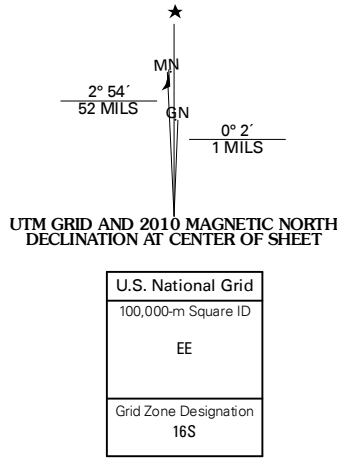 MN
2° 54´
52 MILS
GN
0° 2´
1 MILS
UTM GRID AND 2010 MAGNETIC NORTH
DECLINATION AT CENTER OF SHEET
U.S. National Grid
100,000-m Square ID
EE
Grid Zone Designation
16S